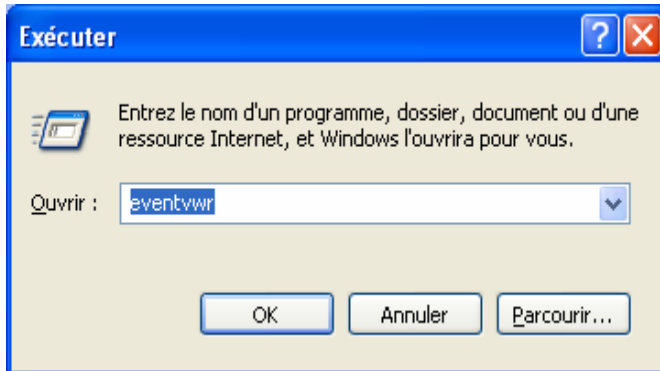 Exécuter
Entrez le nom d'un programme, dossier, document ou d'une
ressource Internet, et Windows l'ouvrira pour vous.
Ouvrir : eventvwr
OK Annuler Parcourir...